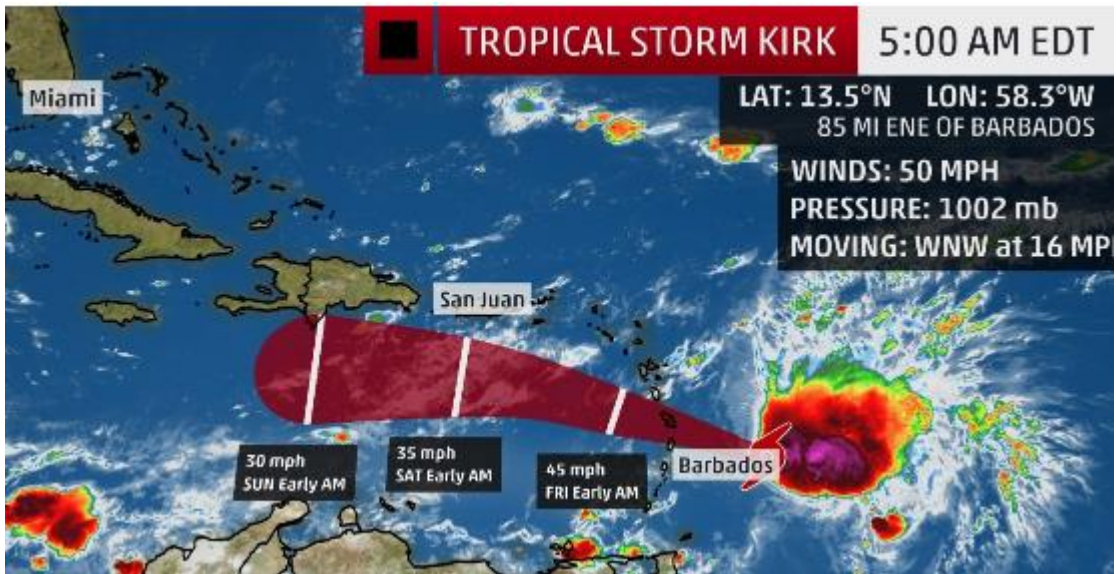 TROPICAL STORM KIRK
5:00 AM EDT
LAT: 13.5°N LON: 58.3°W
85 MI ENE OF BARBADOS
WINDS: 50 MPH
PRESSURE: 1002 mb
MOVING: WNW at 16 MPH
Miami
San Juan
Barbados
30 mph
SUN Early AM
35 mph
SAT Early AM
45 mph
FRI Early AM